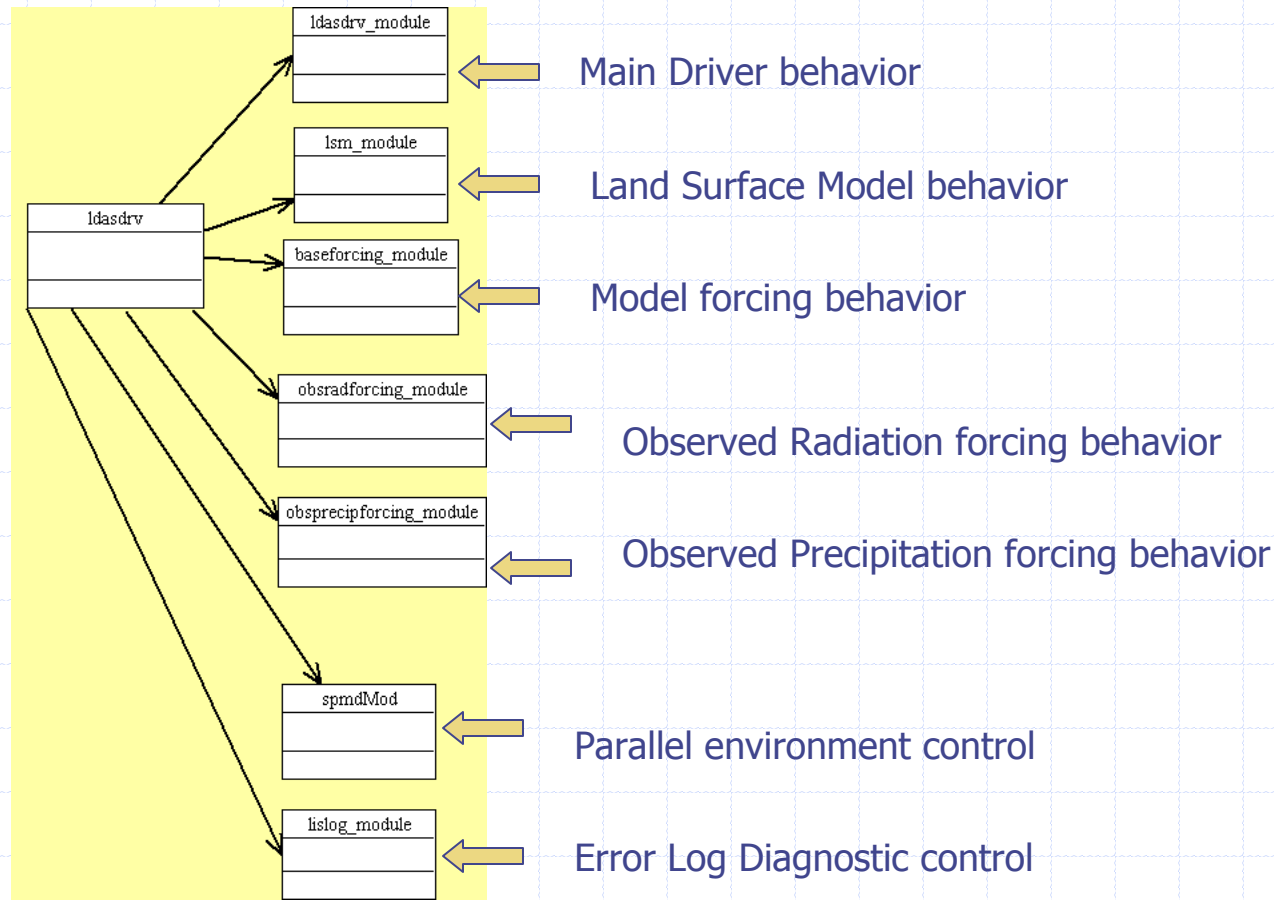 ldasdrv_module
Main Driver behavior
lsm_module
Land Surface Model behavior
ldasdrv
baseforcing_module
Model forcing behavior
obsradforcing_module
Observed Radiation forcing behavior
obsprecipforcing_module
Observed Precipitation forcing behavior
spmdMod
Parallel environment control
lislog_module
Error Log Diagnostic control